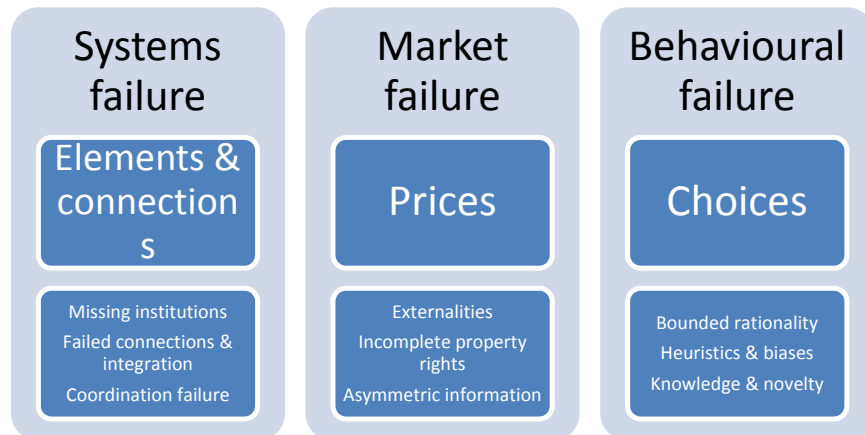 Systems
failure
Elements &
connection
s
Missing institutions
Failed connections &
integration
Coordination failure
Market
failure
Prices
Externalities
Incomplete property
rights
Asymmetric information
Behavioural
failure
Choices
Bounded rationality
Heuristics & biases
Knowledge & novelty